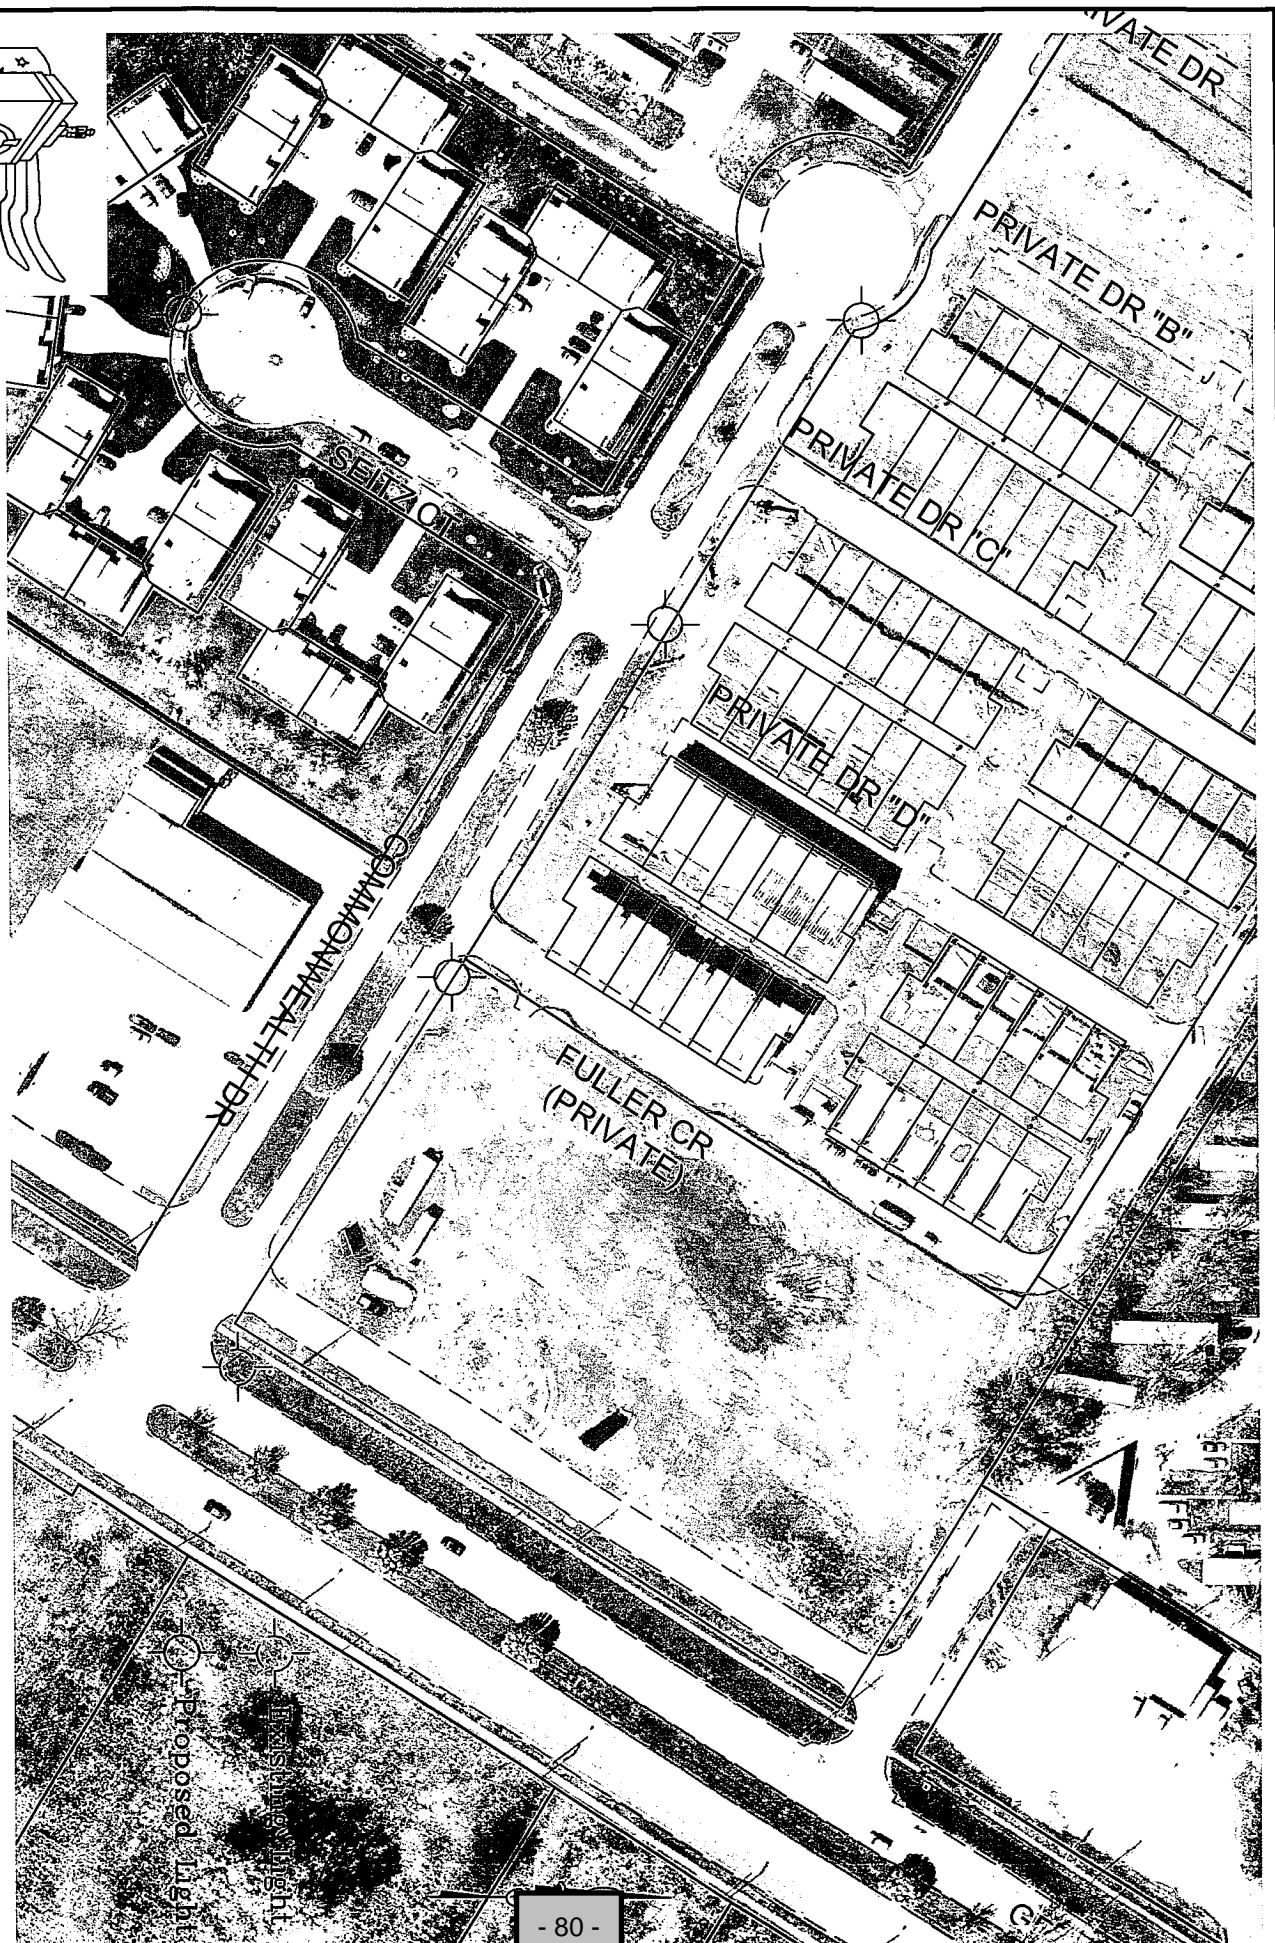 PRIVATE DR
PRIVATE DR "B"
PRIVATE DR "C"
SEITZ CT
PRIVATE DR "D"
COMMONWEALTH DR
FULLER CR
(PRIVATE)
Existing Light
Proposed Light
- 80 -